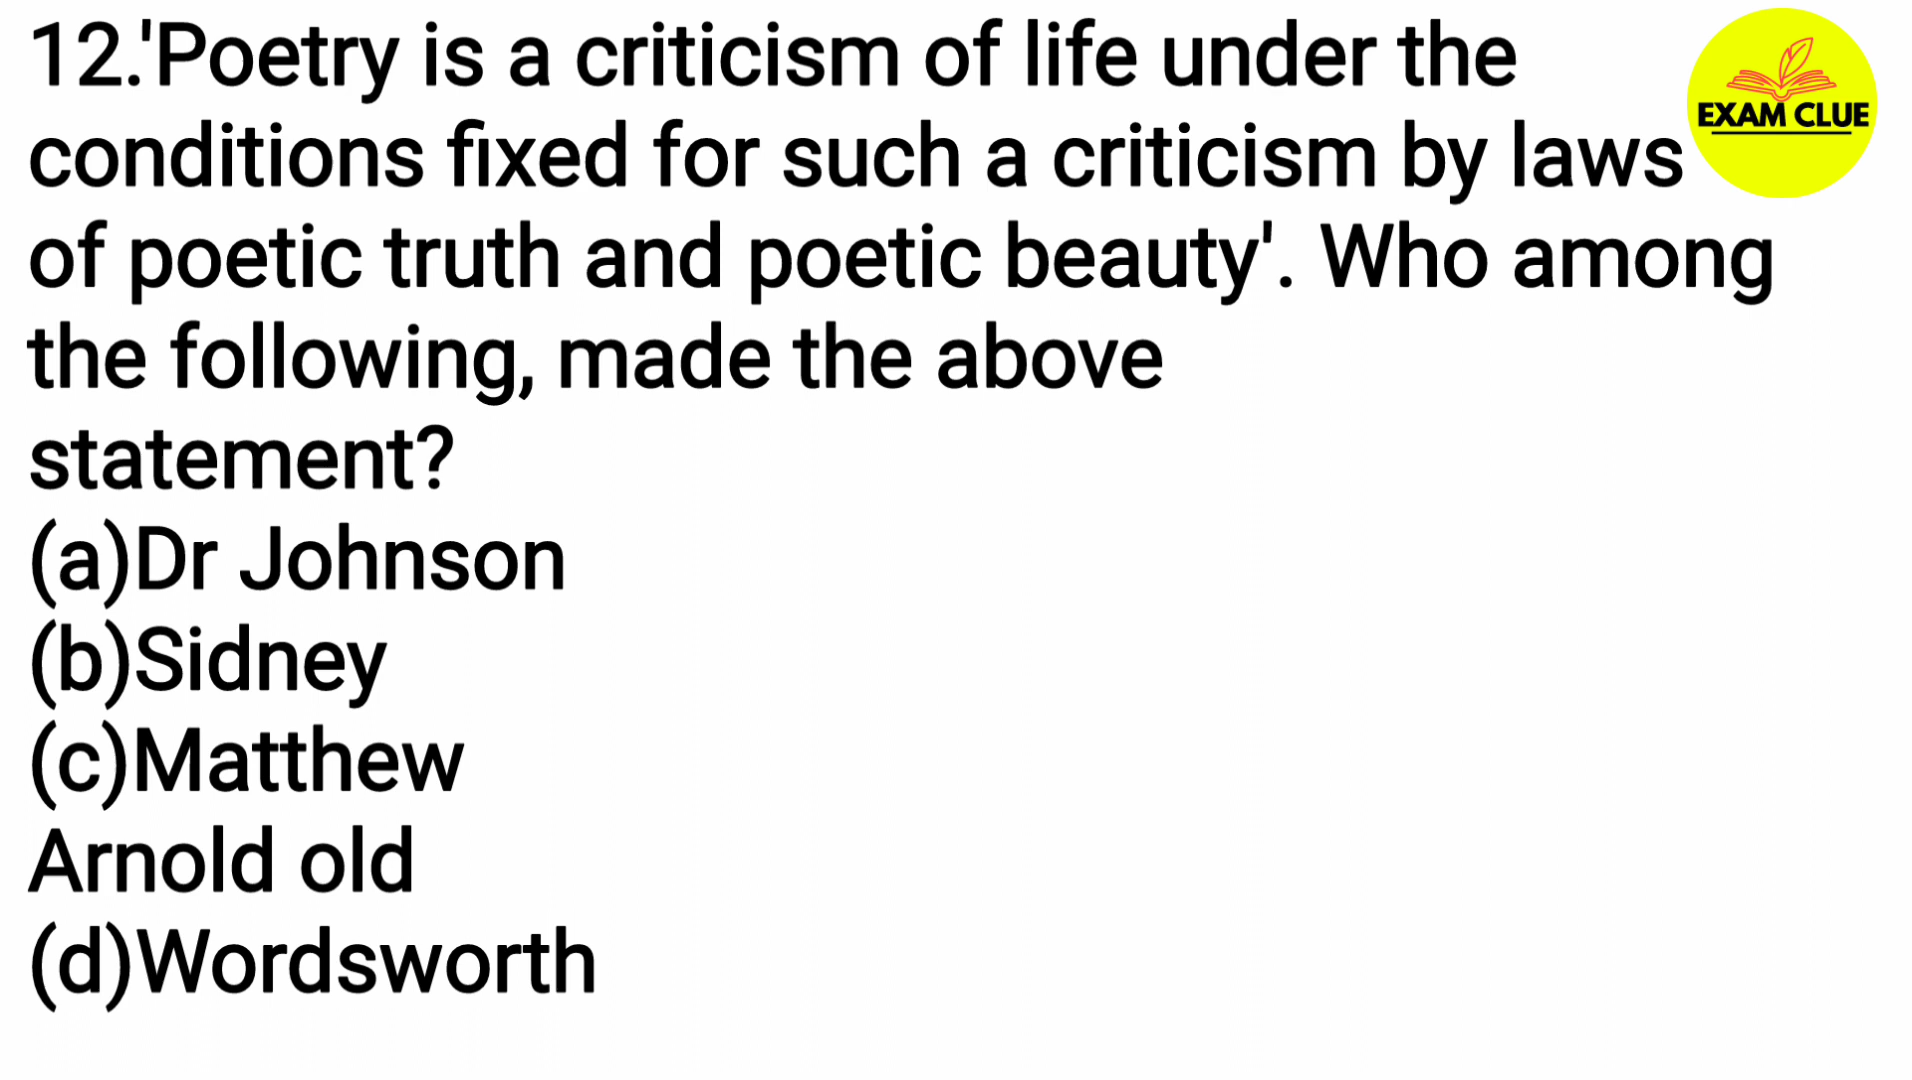 12.'Poetry is a criticism of life under the
conditions fixed for such a criticism by laws
of poetic truth and poetic beauty'. Who among
the following, made the above
statement?
(a)Dr Johnson
(b)Sidney
(c)Matthew
Arnold old
(d)Wordsworth
EXAM CLUE